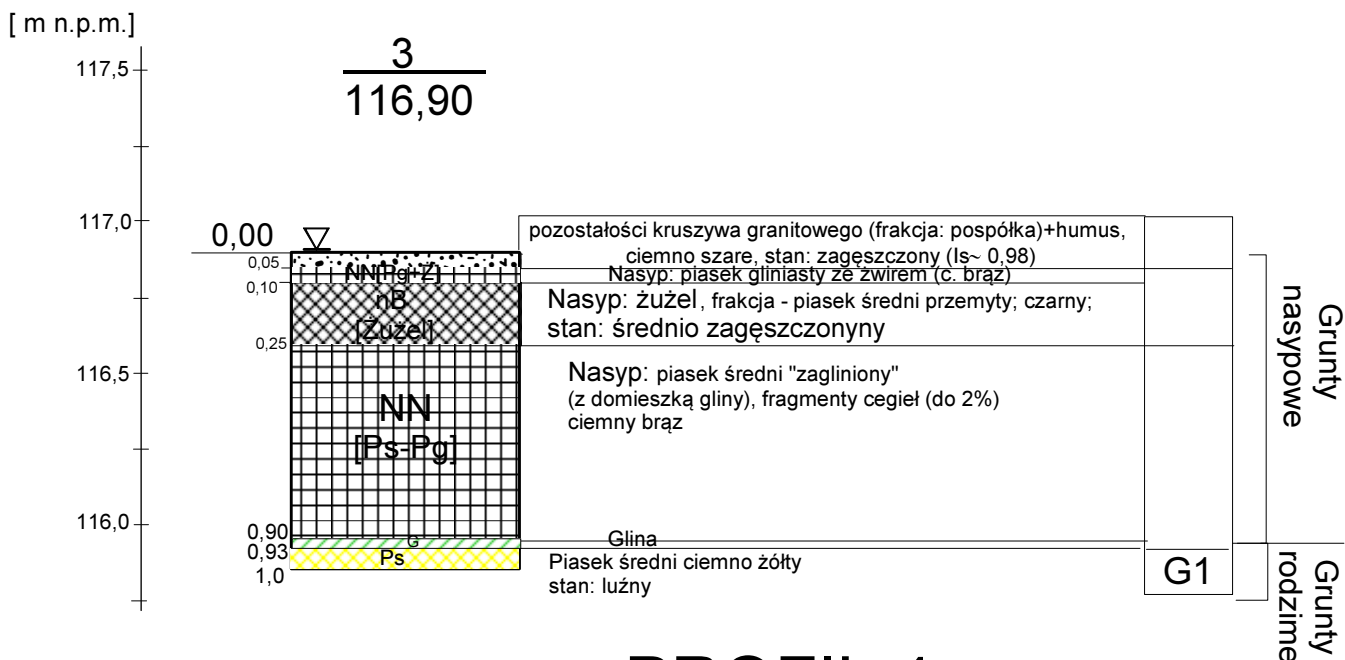 [ m n.p.m.]
117,5
3
116,90
117,0
0,00
pozostałości kruszywa granitowego (frakcja: pospółka)+humus,
ciemno szare, stan: zagęszczony (Is~ 0,98)
0,05
NN[Pg+Ż]
Nasyp: piasek gliniasty ze żwirem (c. brąz)
0,10
nB
[Żużel]
Nasyp: żużel, frakcja - piasek średni przemyty; czarny;
stan: średnio zagęszczonyny
0,25
116,5
Nasyp: piasek średni "zagliniony"
(z domieszką gliny), fragmenty cegieł (do 2%)
ciemny brąz
NN
[Ps-Pg]
Grunty
nasypowe
116,0
0,90
G
Glina
0,93
Ps
Piasek średni ciemno żółty
1,0
stan: luźny
G1
Grunty
rodzime